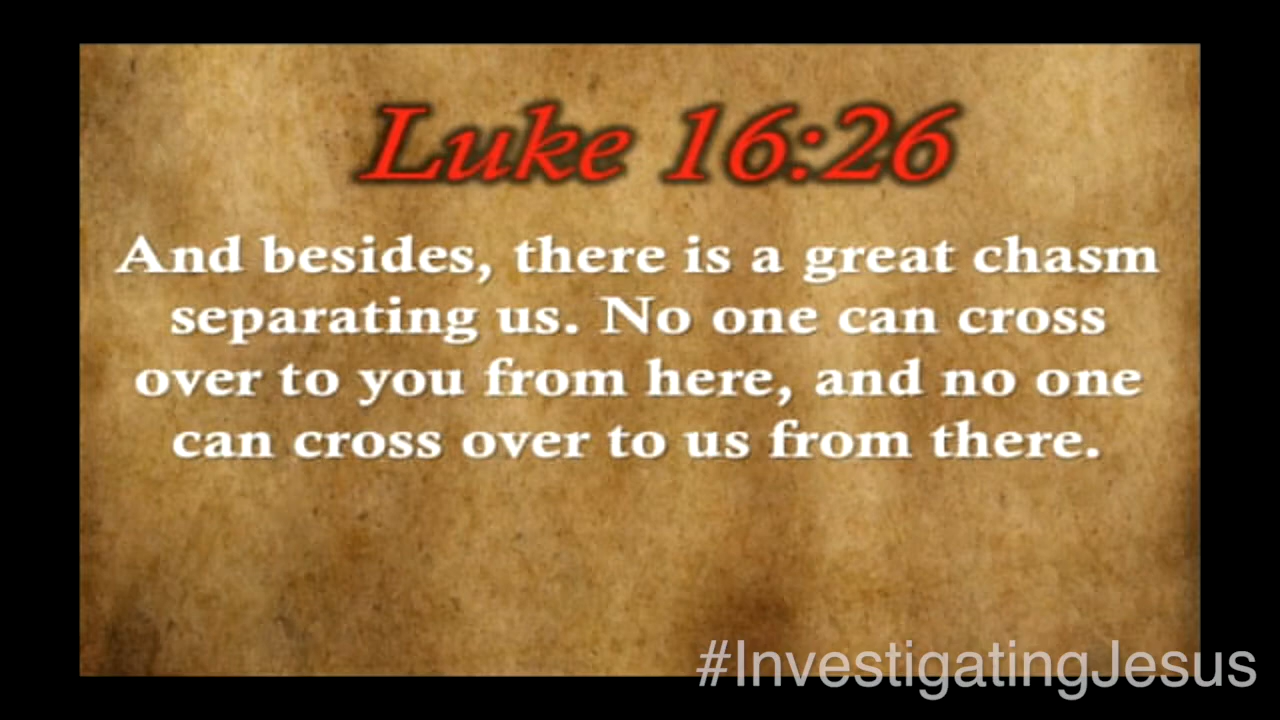 Luke 16:26
And besides, there is a great chasm
separating us. No one can cross
over to you from here, and no one
can cross over to us from there.
#InvestigatingJesus